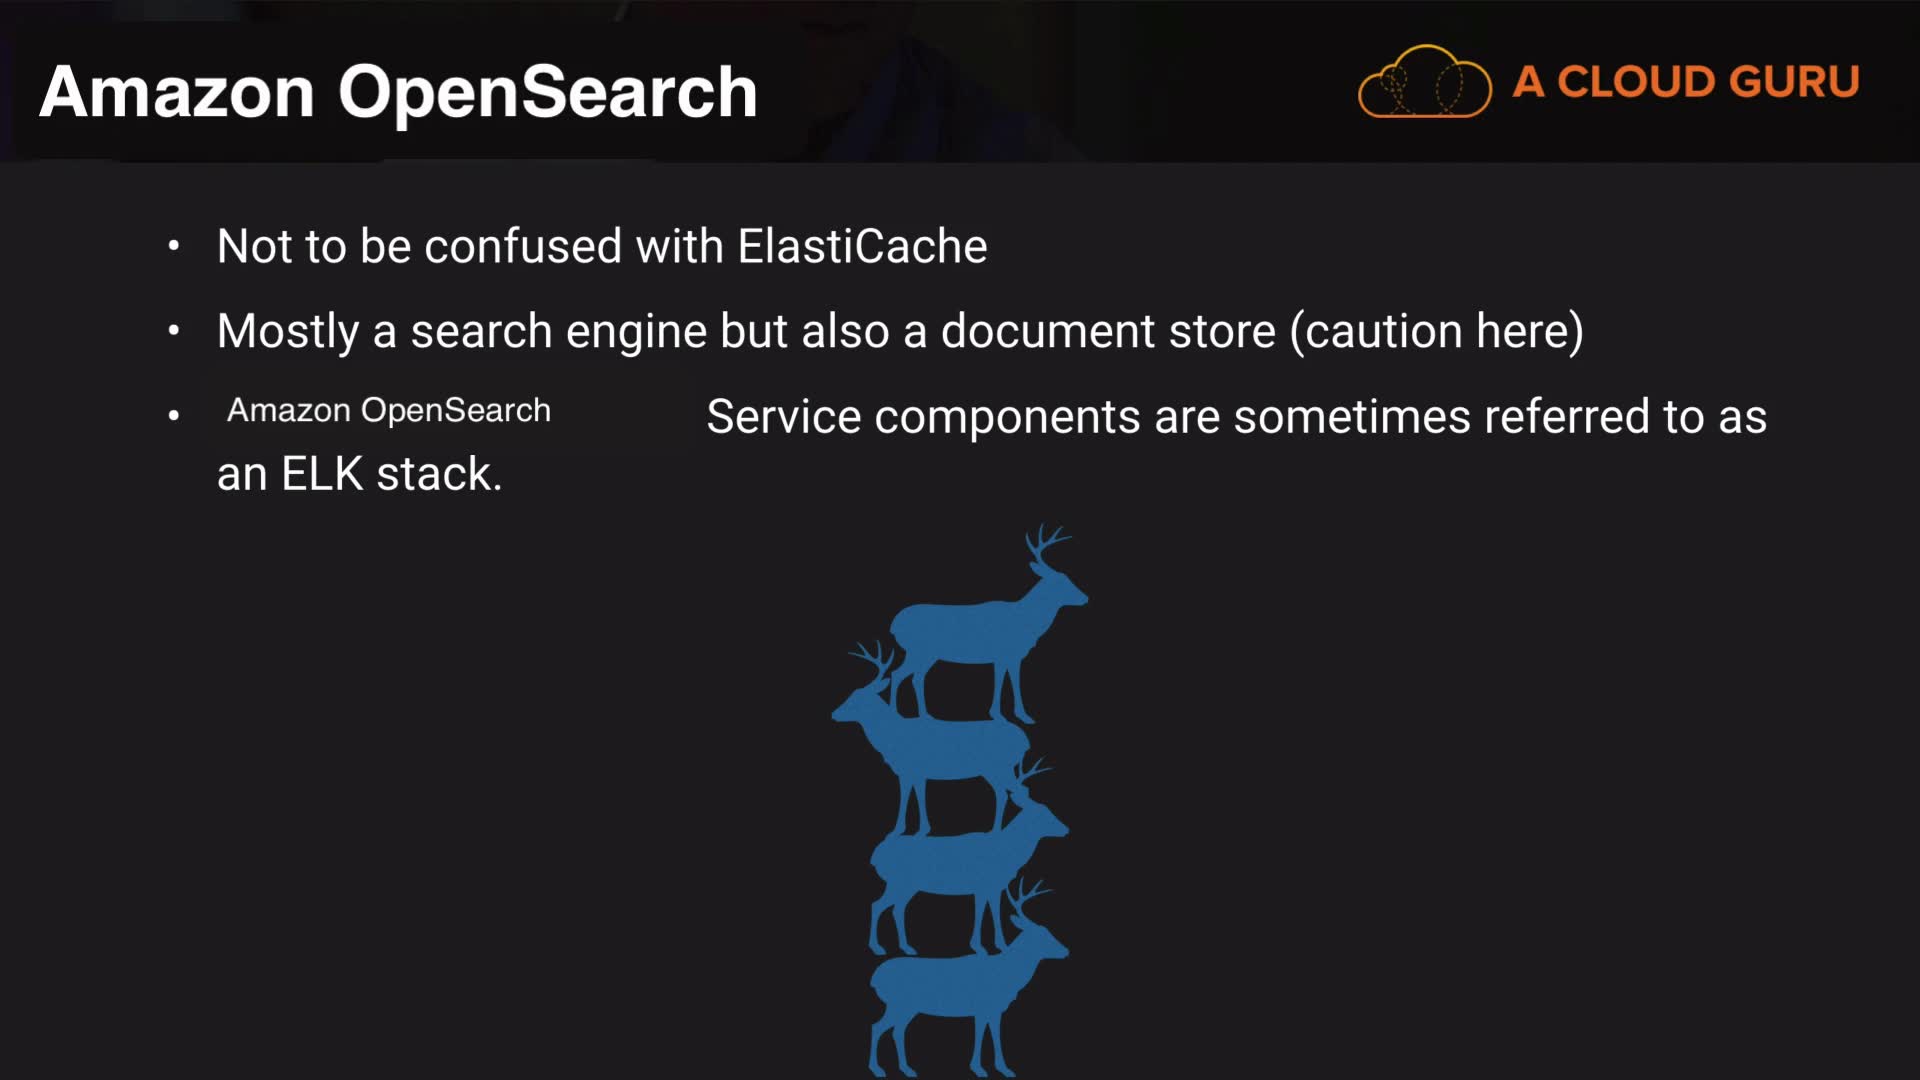 Amazon OpenSearch
A CLOUD GURU
• Not to be confused with ElastiCache
• Mostly a search engine but also a document store (caution here)
• Amazon OpenSearch Service components are sometimes referred to as
an ELK stack.